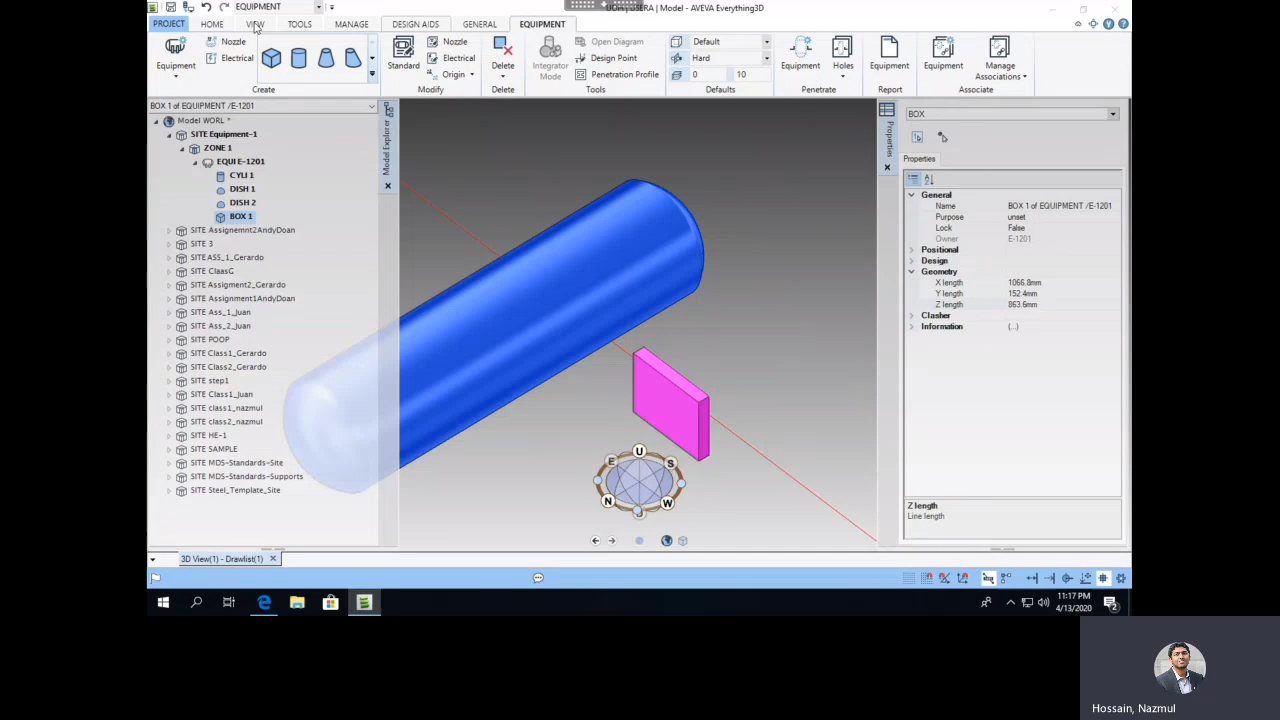 EQUIPMENT
Model - AVEVA Everything3D
PROJECT HOME VIEW TOOLS MANAGE DESIGN AIDS GENERAL EQUIPMENT
Equipment
Nozzle
Electrical
Create
Standard
Nozzle
Electrical
Origin
Modify
Delete
Delete
Integrator Mode
Open Diagram
Design Point
Penetration Profile
Tools
Default
Hard
0 10
Defaults
Equipment
Holes
Penetrate
Equipment
Report
Equipment
Manage Associations
Associate
BOX 1 of EQUIPMENT /E-1201
Model WORL *
SITE Equipment-1
ZONE 1
EQUI E-1201
CYLI 1
DISH 1
DISH 2
BOX 1
SITE Assignemnt2AndyDoan
SITE 3
SITE ASS_1_Gerardo
SITE ClaasG
SITE Assigment2_Gerardo
SITE Assignment1AndyDoan
SITE Ass_1_Juan
SITE Ass_2_Juan
SITE POOP
SITE Class1_Gerardo
SITE Class2_Gerardo
SITE step1
SITE Class1_Juan
SITE class1_nazmul
SITE class2_nazmul
SITE HE-1
SITE SAMPLE
SITE MDS-Standards-Site
SITE MDS-Standards-Supports
SITE Steel_Template_Site
Model Explorer
U
E S
N W
Properties
BOX
Properties
General
Name BOX 1 of EQUIPMENT /E-1201
Purpose unset
Lock False
Owner E-1201
Positional
Design
Geometry
X length 1066.8mm
Y length 152.4mm
Z length 863.6mm
Clasher
Information (...)
Z length
Line length
3D View(1) - Drawlist(1)
11:17 PM
4/13/2020
2
Hossain, Nazmul